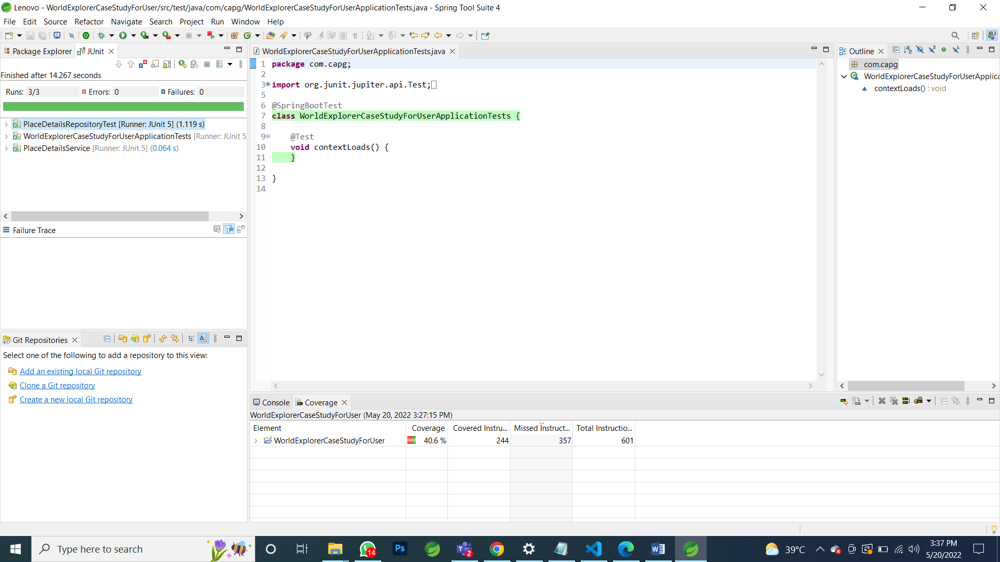 Lenovo - WorldExplorerCaseStudyForUser/src/test/java/com/capg/WorldExplorerCaseStudyForUserApplicationTests.java - Spring Tool Suite 4
File Edit Source Refactor Navigate Search Project Run Window Help
Package Explorer JUnit
Finished after 14.267 seconds
Runs: 3/3 Errors: 0 Failures: 0
PlaceDetailsRepositoryTest [Runner: JUnit 5] (1.119 s)
WorldExplorerCaseStudyForUserApplicationTests [Runner: JUnit 5
PlaceDetailsService [Runner: JUnit 5] (0.064 s)
Failure Trace
Git Repositories
Select one of the following to add a repository to this view:
Add an existing local Git repository
Clone a Git repository
Create a new local Git repository
WorldExplorerCaseStudyForUserApplicationTests.java
1 package com.capg;
2
3 import org.junit.jupiter.api.Test;
5
6 @SpringBootTest
7 class WorldExplorerCaseStudyForUserApplicationTests {
8
9 @Test
10 void contextLoads() {
11 }
12
13 }
14
Outline
com.capg
WorldExplorerCaseStudyForUserApplica
contextLoads() : void
Console Coverage
WorldExplorerCaseStudyForUser (May 20, 2022 3:27:15 PM)
Element Coverage Covered Instru... Missed Instruct... Total Instructio...
WorldExplorerCaseStudyForUser 40.6 % 244 357 601
Type here to search
14
Ps
2
39°C
3:37 PM
5/20/2022